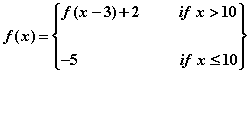 f(x) = { f(x−3)+2 if x>10
−5 if x≤10 }